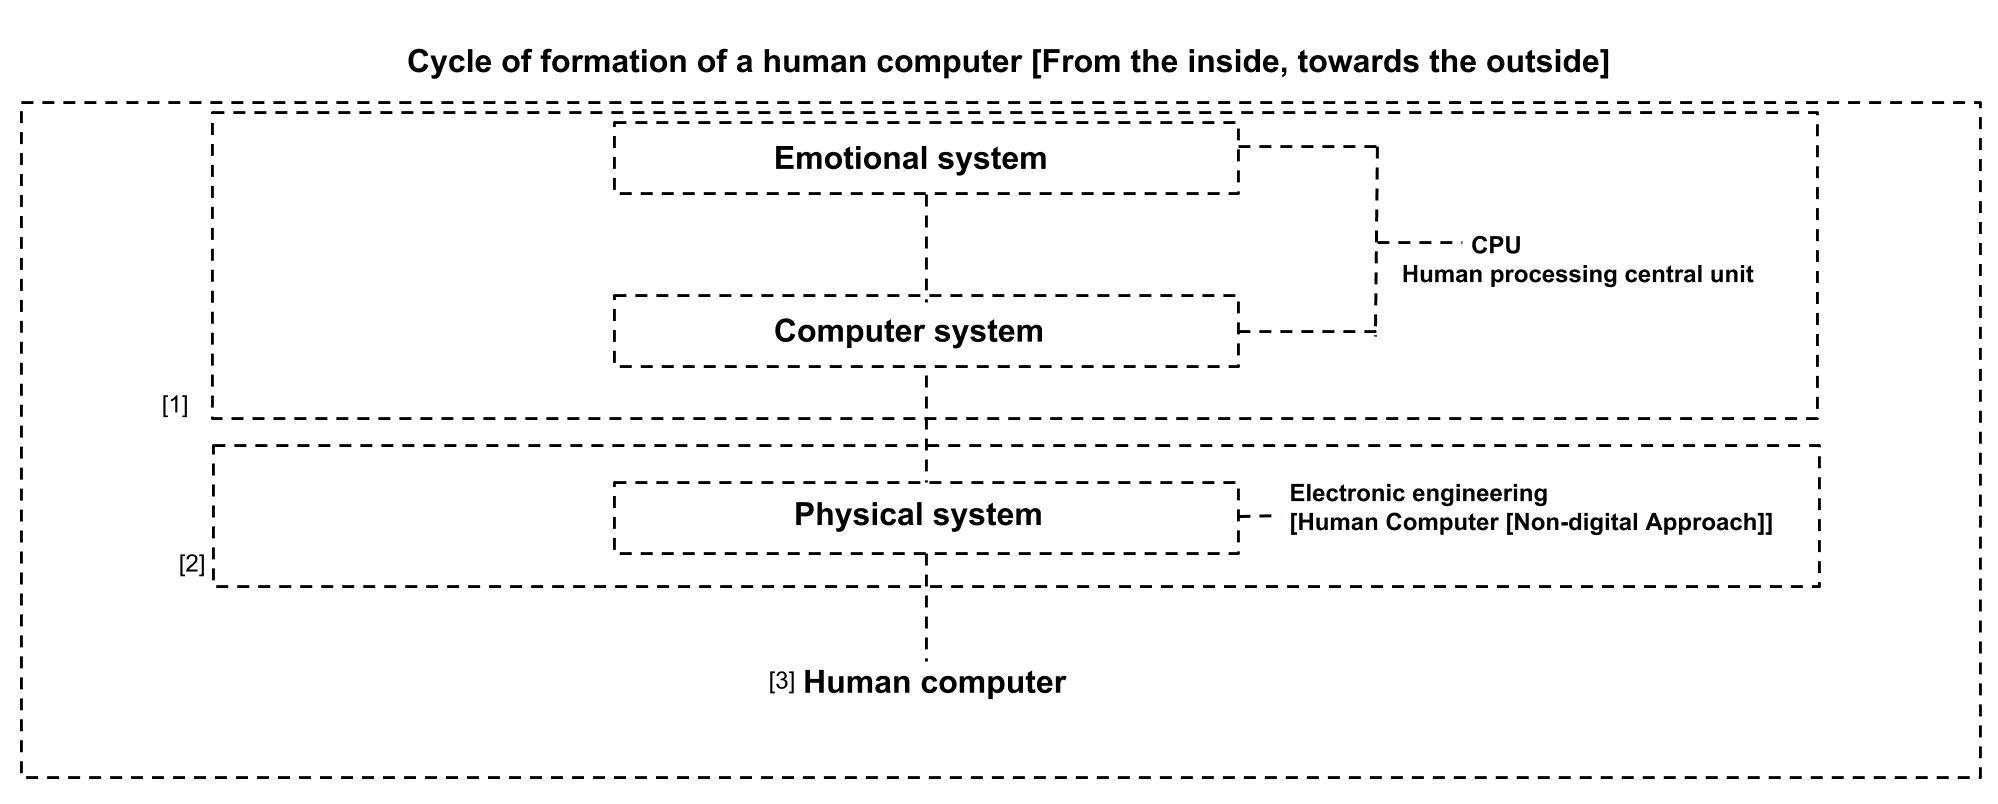 Cycle of formation of a human computer [From the inside, towards the outside]
Emotional system
CPU
Human processing central unit
Computer system
[1]
Physical system
Electronic engineering
[Human Computer [Non-digital Approach]]
[2]
[3] Human computer